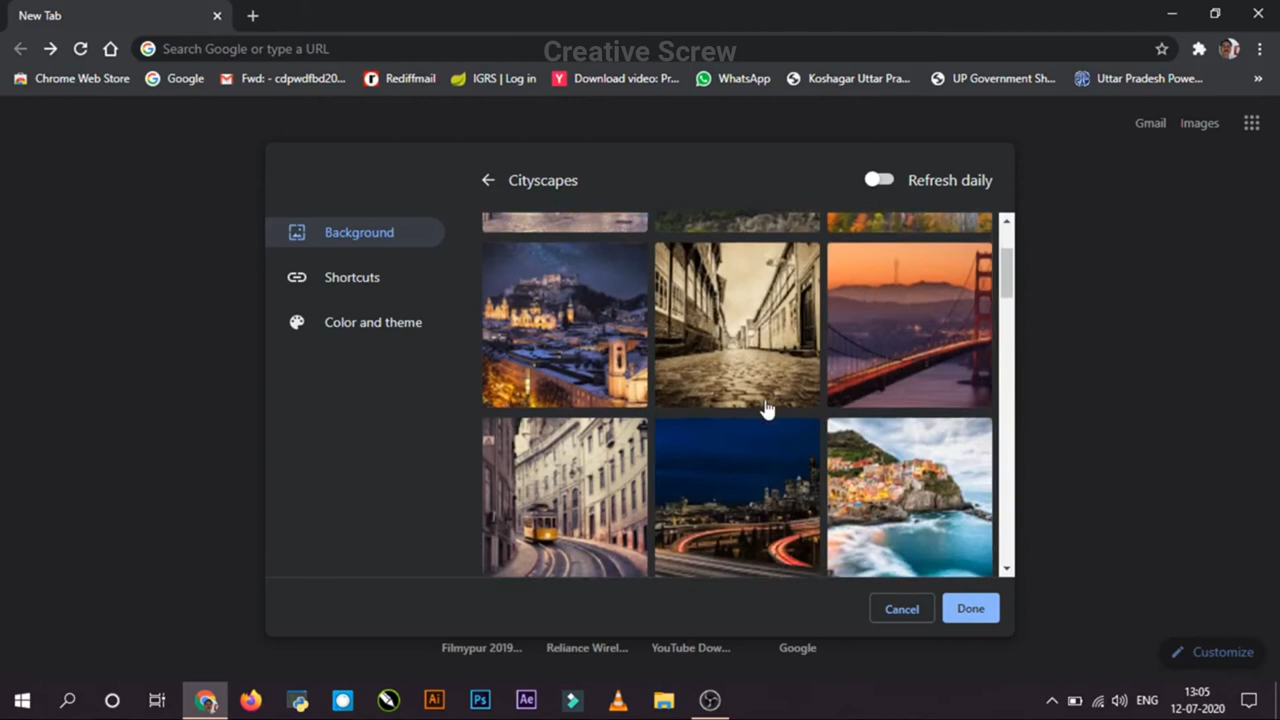 New Tab
Search Google or type a URL
Creative Screw
Chrome Web Store
Google
Fwd: - cdpwdfbd20...
Rediffmail
IGRS | Log in
Download video: Pr...
WhatsApp
Koshagar Uttar Pra...
UP Government Sh...
Uttar Pradesh Powe...
»
Gmail
Images
Cityscapes
Refresh daily
Background
Shortcuts
Color and theme
Cancel
Done
Filmypur 2019...
Reliance Wirel...
YouTube Dow...
Google
Customize
Ai
Ps
Ae
ENG
13:05
12-07-2020